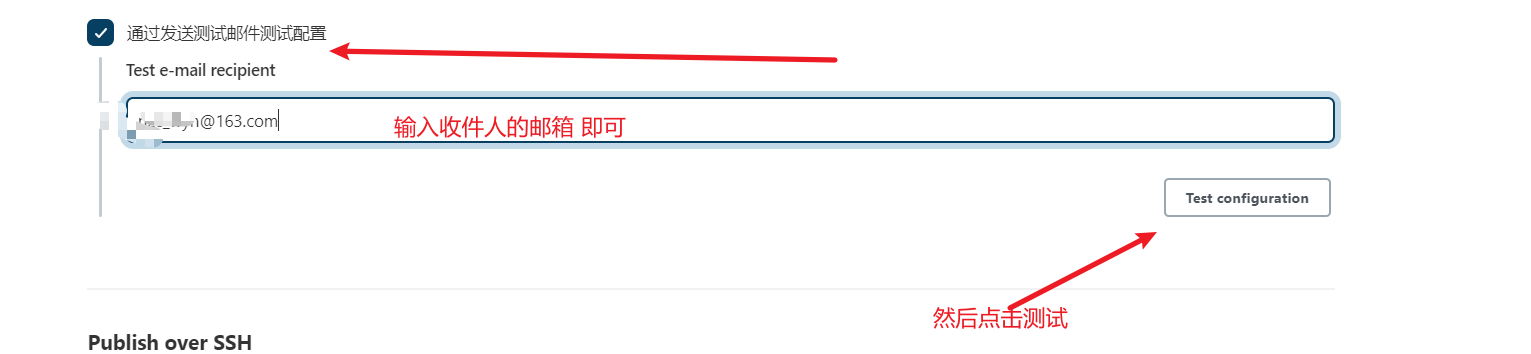 通过发送测试邮件测试配置
Test e-mail recipient
@163.com
输入收件人的邮箱 即可
Test configuration
然后点击测试
Publish over SSH